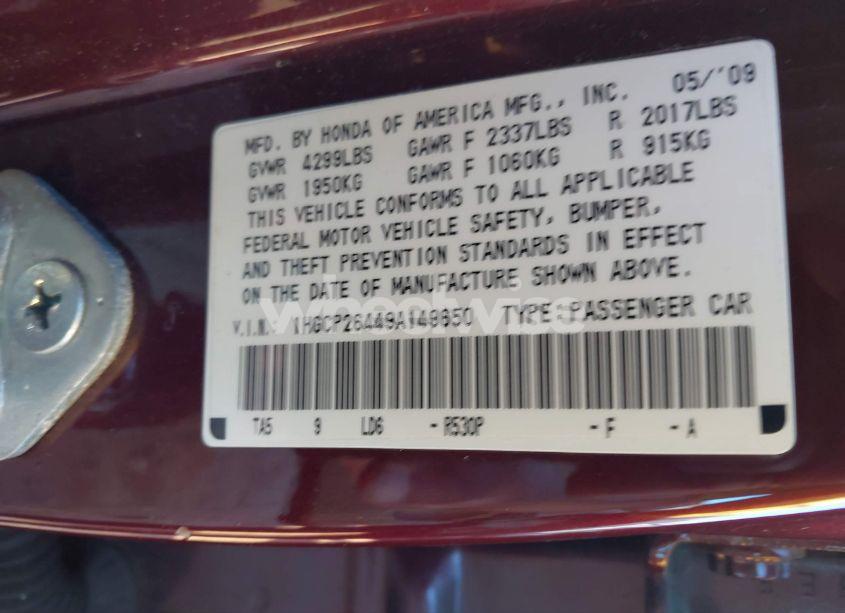 MFD. BY HONDA OF AMERICA MFG., INC. 05/'09
GVWR 4299LBS GAWR F 2337LBS R 2017LBS
GVWR 1950KG GAWR F 1060KG R 915KG
THIS VEHICLE CONFORMS TO ALL APPLICABLE
FEDERAL MOTOR VEHICLE SAFETY, BUMPER,
AND THEFT PREVENTION STANDARDS IN EFFECT
ON THE DATE OF MANUFACTURE SHOWN ABOVE.
V.I.N.: 1HGCP26449A149850 TYPE:PASSENGER CAR
TA5 9 LD6 - R530P - F - A